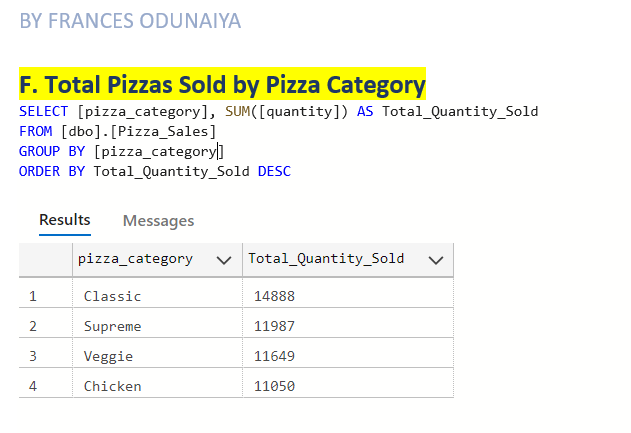 BY FRANCES ODUNAIYA
F. Total Pizzas Sold by Pizza Category
SELECT [pizza_category], SUM([quantity]) AS Total_Quantity_Sold
FROM [dbo].[Pizza_Sales]
GROUP BY [pizza_category]
ORDER BY Total_Quantity_Sold DESC
Results Messages
pizza_category Total_Quantity_Sold
1 Classic 14888
2 Supreme 11987
3 Veggie 11649
4 Chicken 11050